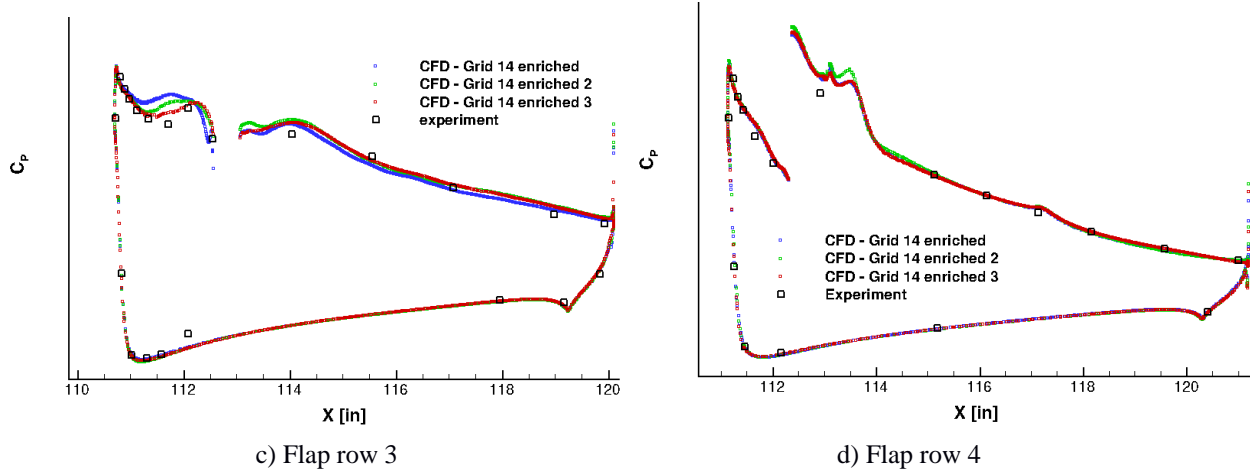 CFD - Grid 14 enriched
CFD - Grid 14 enriched 2
CFD - Grid 14 enriched 3
experiment
CP
110 112 114 116 118 120
X [in]
c) Flap row 3
CFD - Grid 14 enriched
CFD - Grid 14 enriched 2
CFD - Grid 14 enriched 3
Experiment
CP
112 114 116 118 120
X [in]
d) Flap row 4